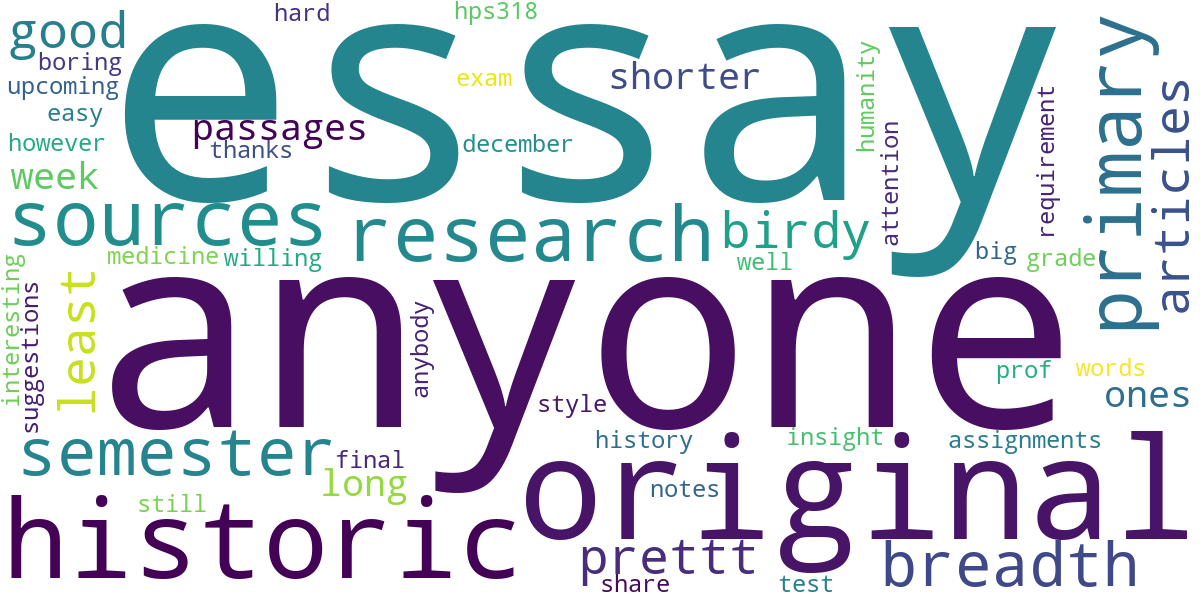 hard
hps318
essay
good
boring
upcoming
easy
however
week
passages
thanks
exam
shorter
december
humanity
attention
requirement
primary
articles
sources
research
birdy
medicine
willing
well
big
grade
interesting
suggestions
least
anyone
anybody
style
prof
words
ones
semester
final
long
still
history
notes
insight
assignments
original
historic
prettt
share
test
breadth